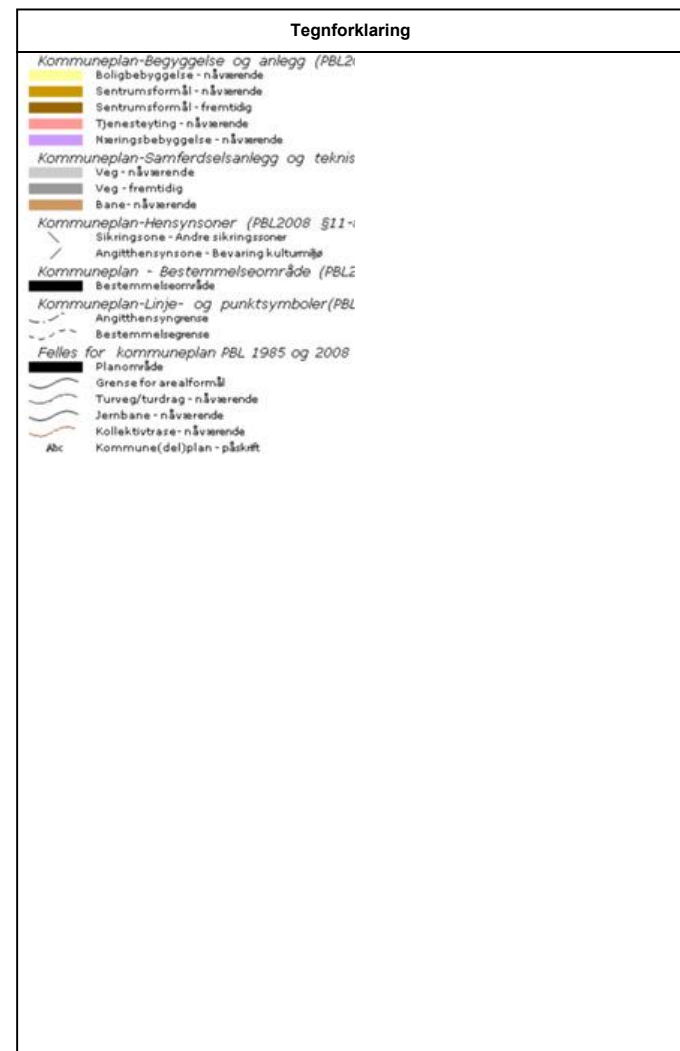 Tegnforklaring
Kommuneplan-Begyggelse og anlegg (PBL20
Boligbebyggelse - nåværende
Sentrumsformål - nåværende
Sentrumsformål - fremtidig
Tjenesteyting - nåværende
Næringsbebyggelse - nåværende
Kommuneplan-Samferdselsanlegg og teknis
Veg - nåværende
Veg - fremtidig
Bane - nåværende
Kommuneplan-Hensynsoner (PBL2008 §11-
Sikringsone - Andre sikringssoner
Angitthensynsone - Bevaring kulturmiljø
Kommuneplan - Bestemmelseområde (PBL2
Bestemmelseområde
Kommuneplan-Linje- og punktsymboler(PBL
Angitthensyngrense
Bestemmelsegrense
Felles for kommuneplan PBL 1985 og 2008
Planområde
Grense for arealformål
Turveg/turdrag - nåværende
Jernbane - nåværende
Kollektivtrase - nåværende
Abc Kommune(del)plan - påskrift